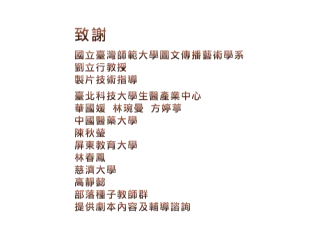 致謝
國立臺灣師範大學圖文傳播藝術學系
劉立行教授
製片技術指導
臺北科技大學生醫產業中心
華國媛 林琬曼 方婷葶
中國醫藥大學
陳秋瑩
屏東教育大學
林春鳳
慈濟大學
高靜懿
部落種子教師群
提供劇本內容及輔導諮詢